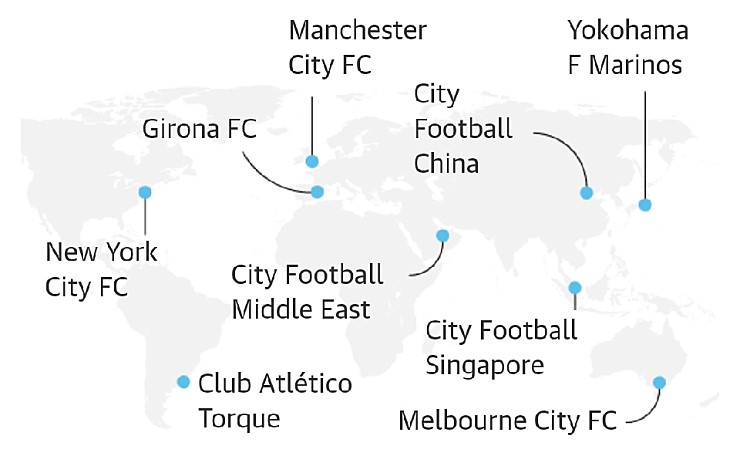 Manchester
City FC
Yokohama
F Marinos
City
Football
China
Girona FC
New York
City FC
City Football
Middle East
City Football
Singapore
Club Atlético
Torque
Melbourne City FC